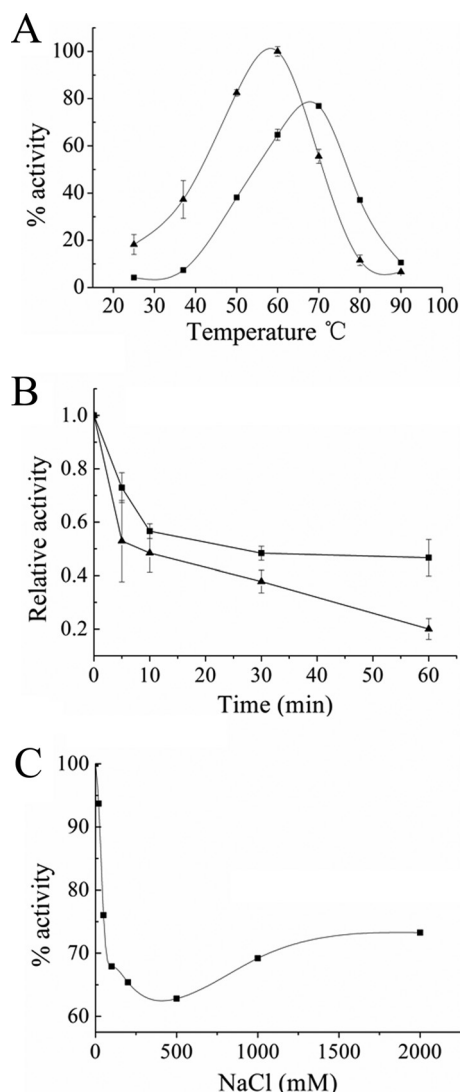 A
100
80
60
40
20
0
% activity
20 30 40 50 60 70 80 90 100
Temperature ℃
B
1.0
0.8
0.6
0.4
0.2
Relative activity
0 10 20 30 40 50 60
Time (min)
C
100
90
80
70
60
% activity
0 500 1000 1500 2000
NaCl (mM)